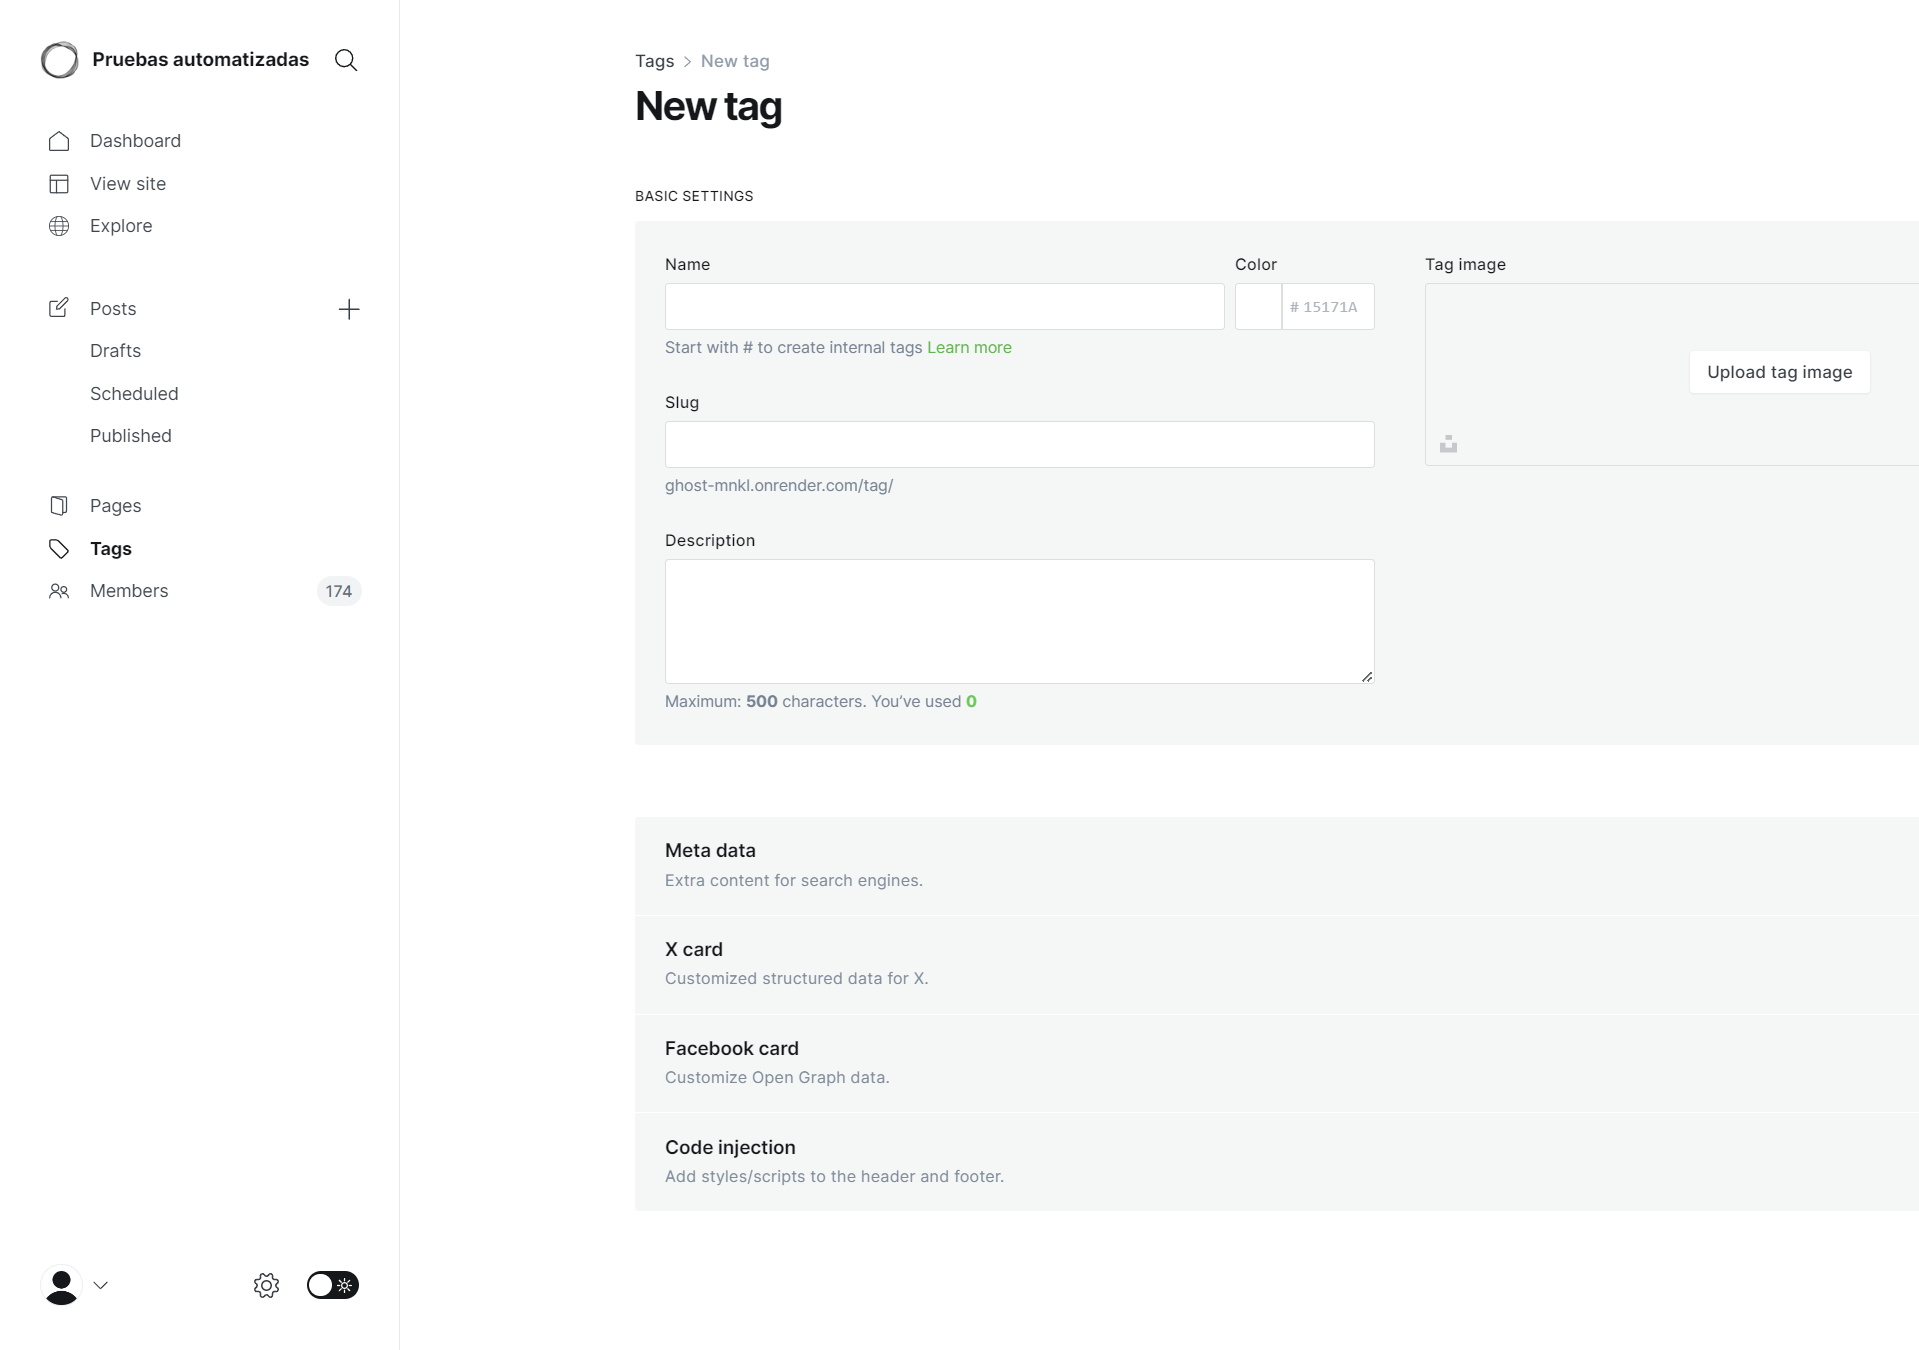 Pruebas automatizadas
Dashboard
View site
Explore
Posts
Drafts
Scheduled
Published
Pages
Tags
Members 174
Tags > New tag
New tag
BASIC SETTINGS
Name
Color
# 15171A
Start with # to create internal tags Learn more
Slug
ghost-mnkl.onrender.com/tag/
Description
Maximum: 500 characters. You’ve used 0
Tag image
Upload tag image
Meta data
Extra content for search engines.
X card
Customized structured data for X.
Facebook card
Customize Open Graph data.
Code injection
Add styles/scripts to the header and footer.